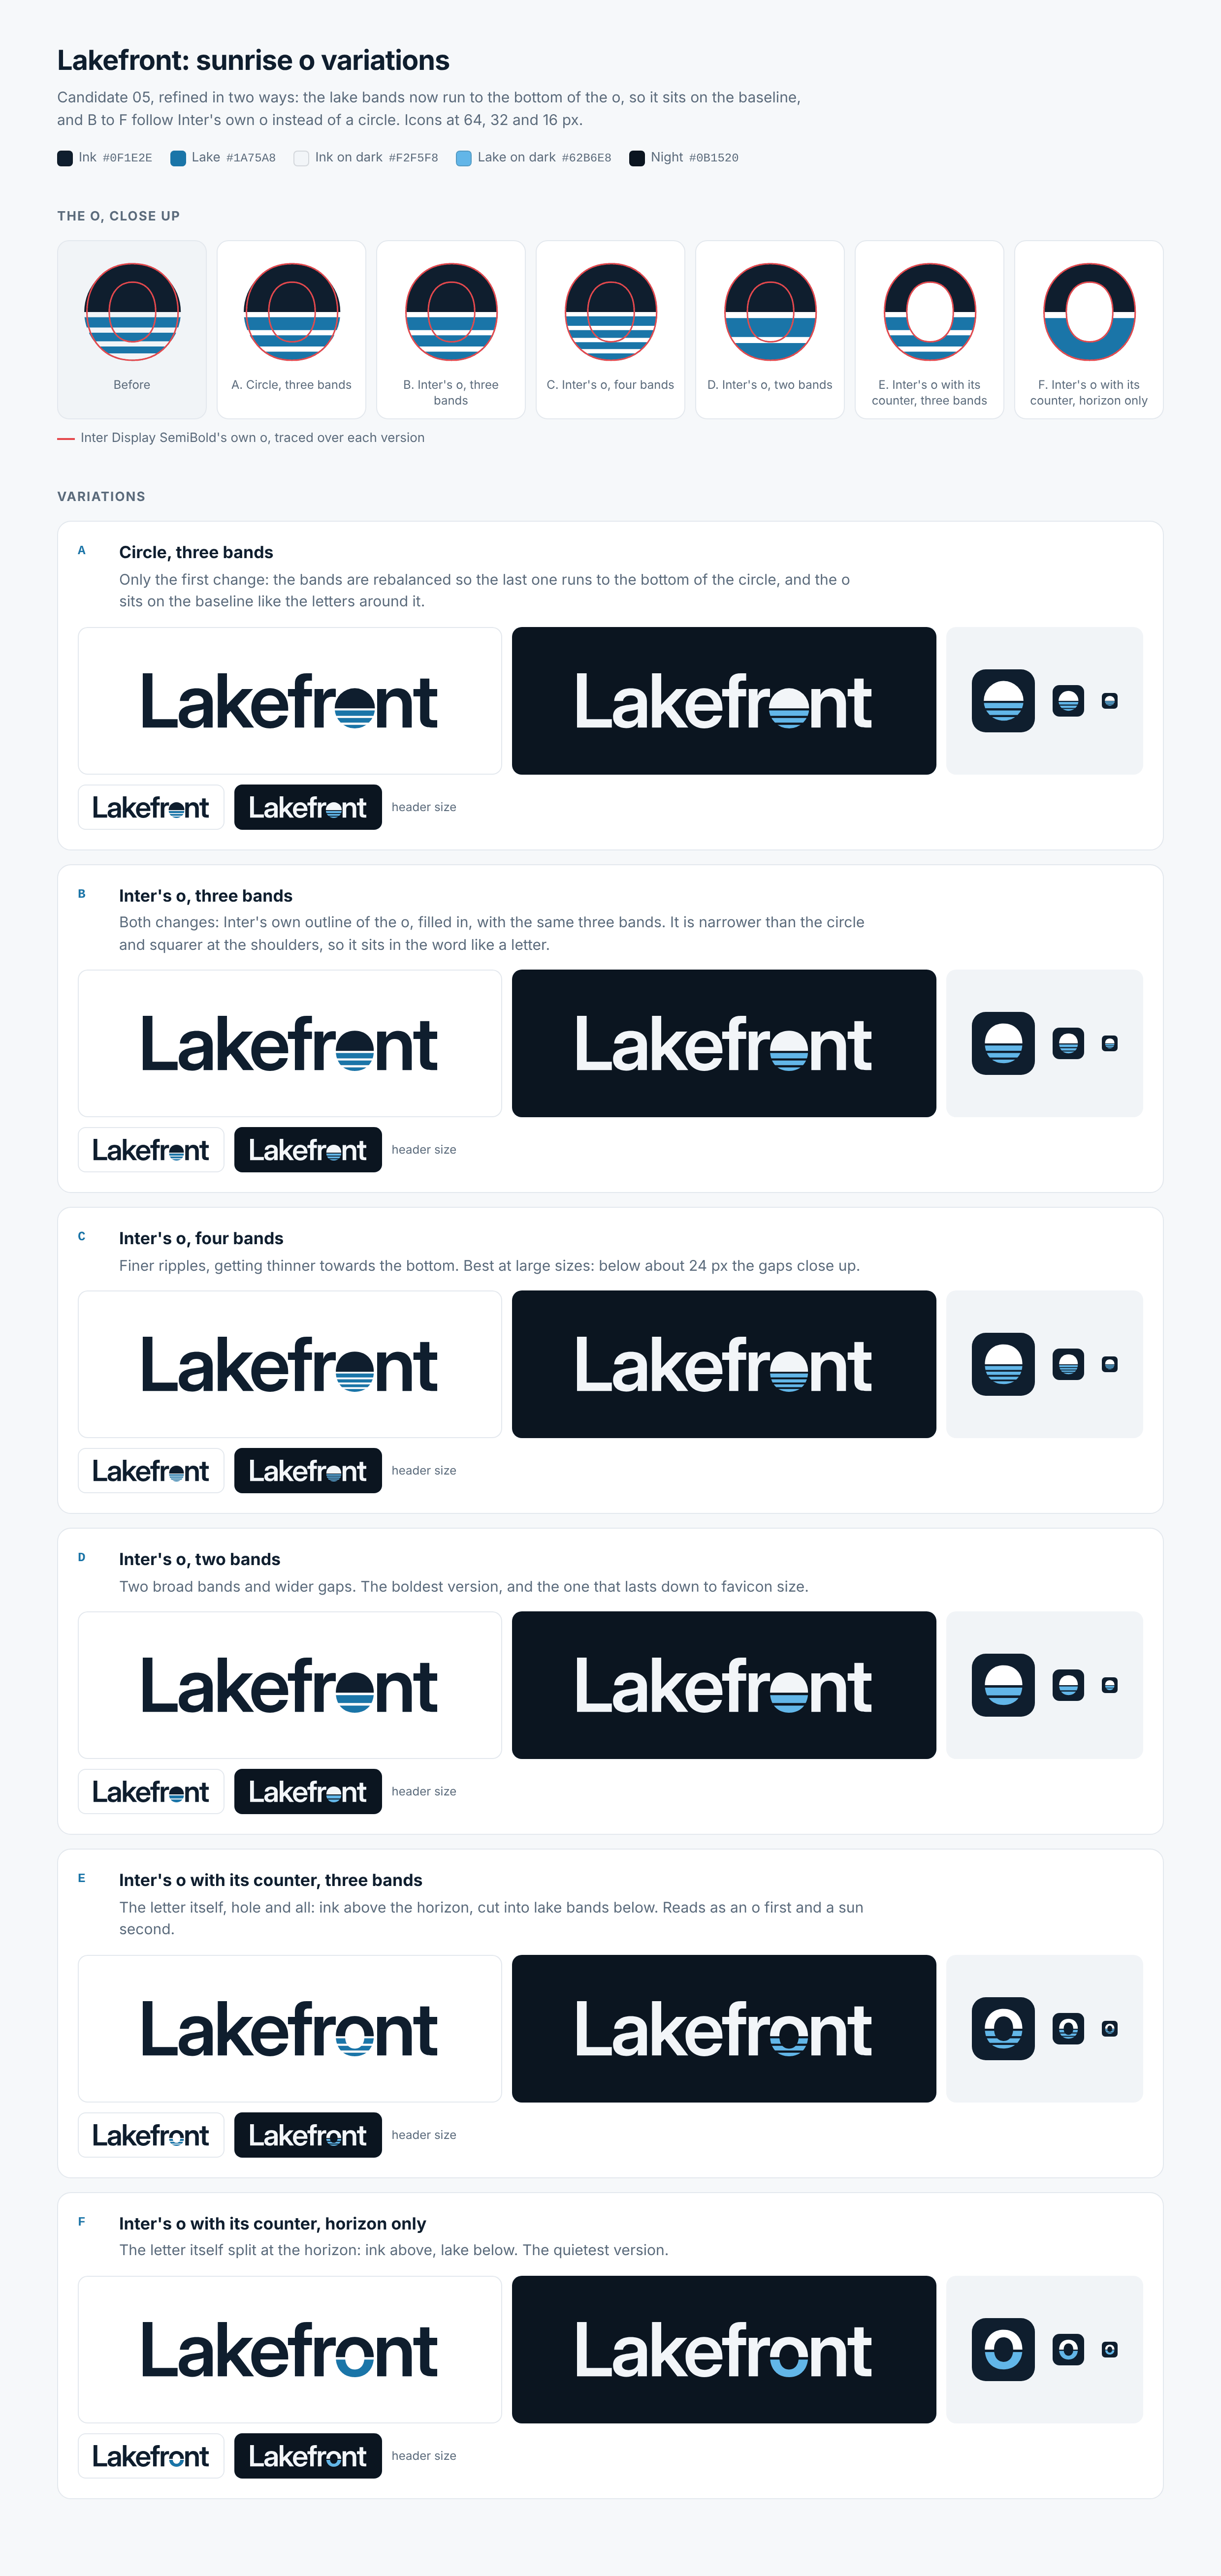 Lakefront: sunrise o variations
Candidate 05, refined in two ways: the lake bands now run to the bottom of the o, so it sits on the baseline,
and B to F follow Inter's own o instead of a circle. Icons at 64, 32 and 16 px.
Ink #0F1E2E Lake #1A75A8 Ink on dark #F2F5F8 Lake on dark #62B6E8 Night #0B1520
THE O, CLOSE UP
Before
A. Circle, three bands
B. Inter's o, three
bands
C. Inter's o, four bands
D. Inter's o, two bands
E. Inter's o with its
counter, three bands
F. Inter's o with its
counter, horizon only
Inter Display SemiBold's own o, traced over each version
VARIATIONS
A
Circle, three bands
Only the first change: the bands are rebalanced so the last one runs to the bottom of the circle, and the o
sits on the baseline like the letters around it.
Lakefront
Lakefront
Lakefront
Lakefront
header size
B
Inter's o, three bands
Both changes: Inter's own outline of the o, filled in, with the same three bands. It is narrower than the circle
and squarer at the shoulders, so it sits in the word like a letter.
Lakefront
Lakefront
Lakefront
Lakefront
header size
C
Inter's o, four bands
Finer ripples, getting thinner towards the bottom. Best at large sizes: below about 24 px the gaps close up.
Lakefront
Lakefront
Lakefront
Lakefront
header size
D
Inter's o, two bands
Two broad bands and wider gaps. The boldest version, and the one that lasts down to favicon size.
Lakefront
Lakefront
Lakefront
Lakefront
header size
E
Inter's o with its counter, three bands
The letter itself, hole and all: ink above the horizon, cut into lake bands below. Reads as an o first and a sun
second.
Lakefront
Lakefront
Lakefront
Lakefront
header size
F
Inter's o with its counter, horizon only
The letter itself split at the horizon: ink above, lake below. The quietest version.
Lakefront
Lakefront
Lakefront
Lakefront
header size